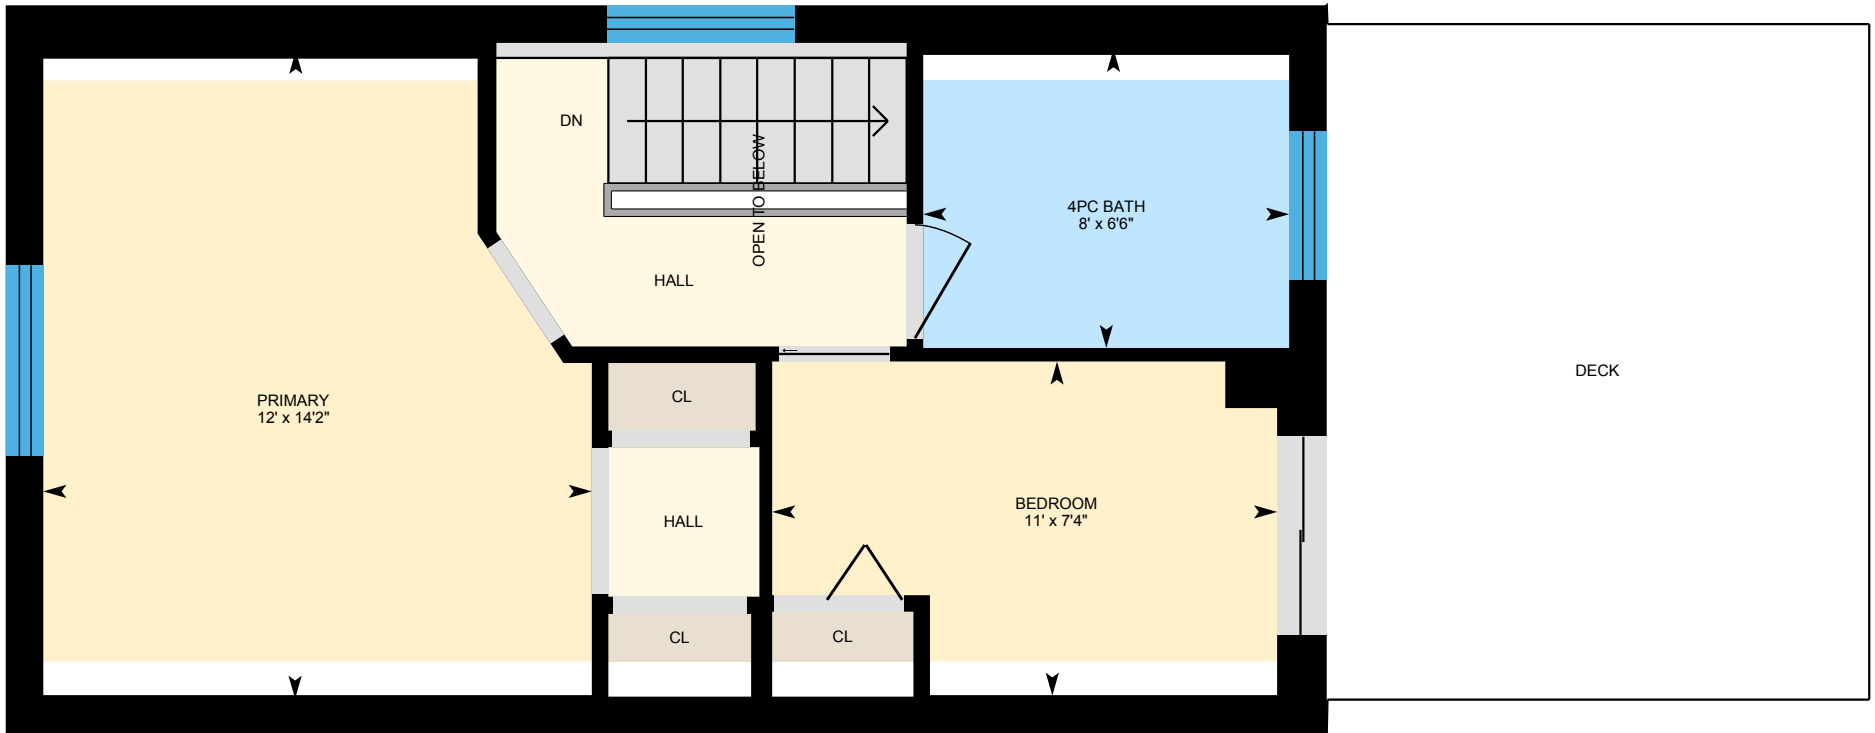 DN
OPEN TO BELOW
4PC BATH
8' x 6'6"
HALL
DECK
CL
PRIMARY
12' x 14'2"
BEDROOM
11' x 7'4"
HALL
CL
CL